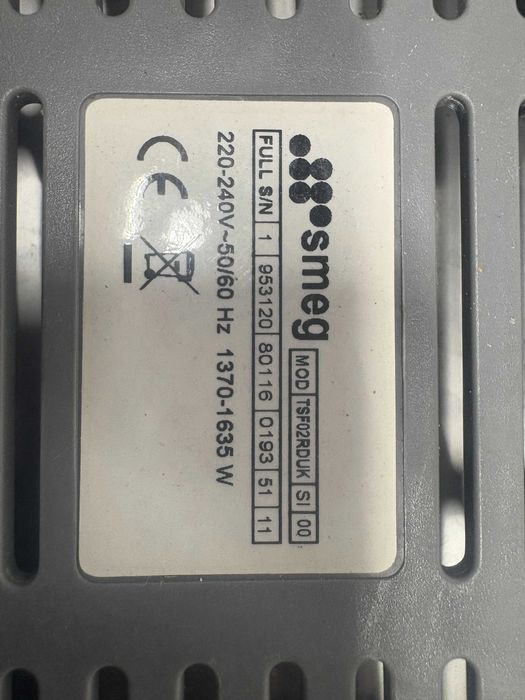 smeg
MOD TSF02RDUK SI 00
FULL S/N 1 953120 80116 0193 51 11
220-240V~50/60 Hz 1370-1635 W
CE